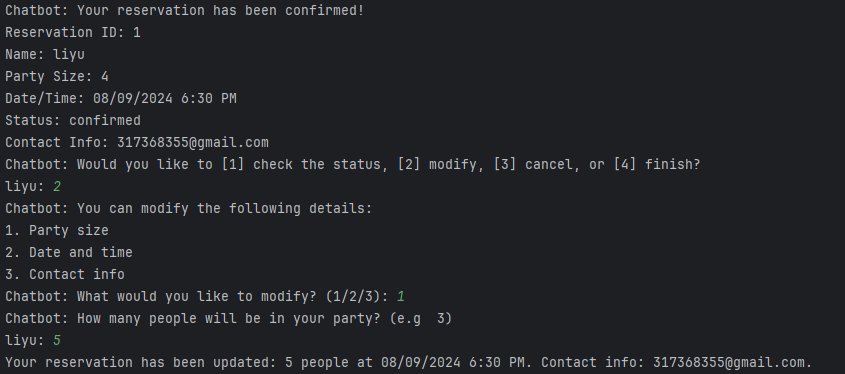 Chatbot: Your reservation has been confirmed!
Reservation ID: 1
Name: liyu
Party Size: 4
Date/Time: 08/09/2024 6:30 PM
Status: confirmed
Contact Info: 317368355@gmail.com
Chatbot: Would you like to [1] check the status, [2] modify, [3] cancel, or [4] finish?
liyu: 2
Chatbot: You can modify the following details:
1. Party size
2. Date and time
3. Contact info
Chatbot: What would you like to modify? (1/2/3): 1
Chatbot: How many people will be in your party? (e.g  3)
liyu: 5
Your reservation has been updated: 5 people at 08/09/2024 6:30 PM. Contact info: 317368355@gmail.com.